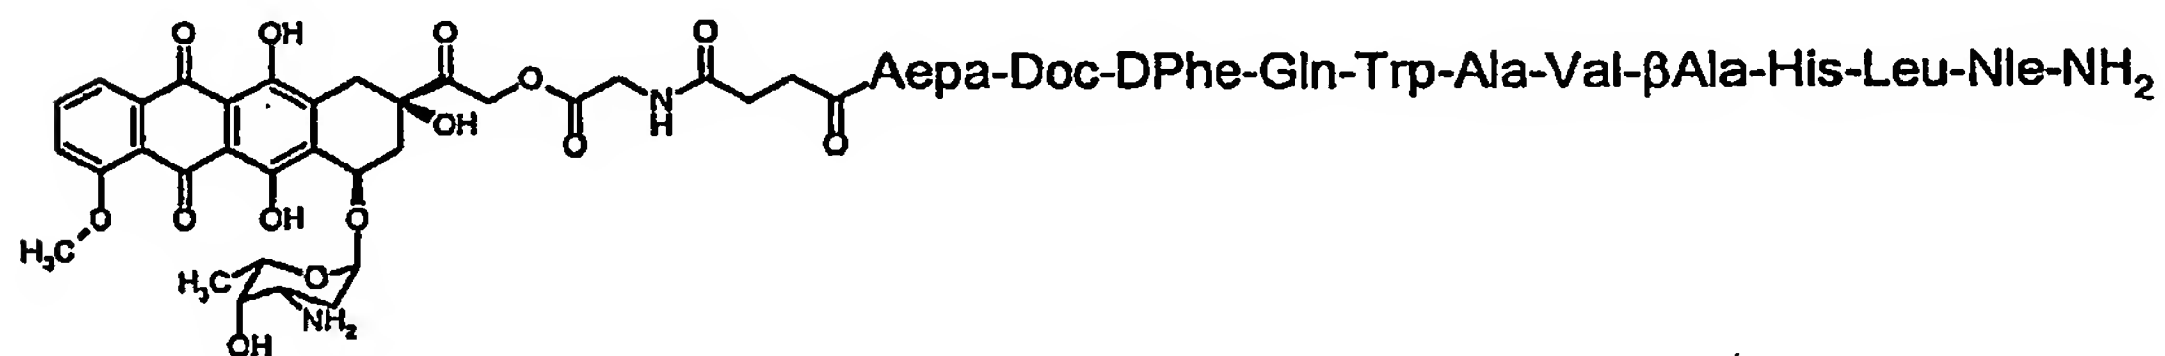 O OH O O Aepa-Doc-DPhe-Gln-Trp-Ala-Val-βAla-His-Leu-Nle-NH2
O N H
OH O O
O O OH O
H3C
H3C O
NH2
OH